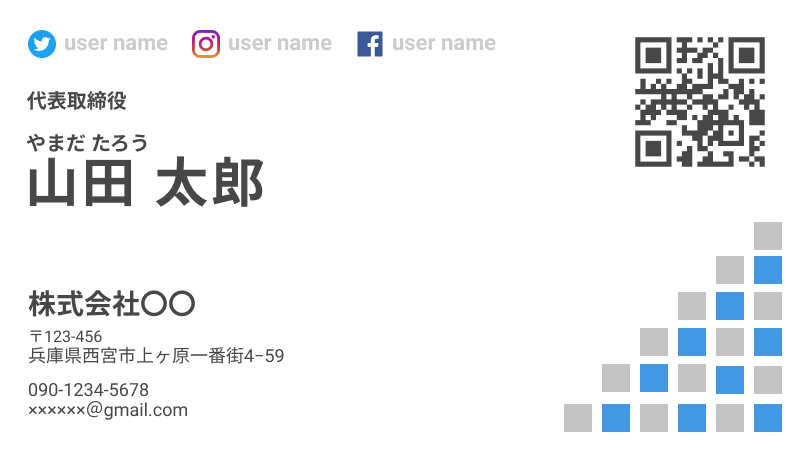 user name user name user name
代表取締役
やまだ たろう
山田 太郎
株式会社〇〇
〒123-456
兵庫県西宮市上ヶ原一番街4−59
090-1234-5678
××××××@gmail.com